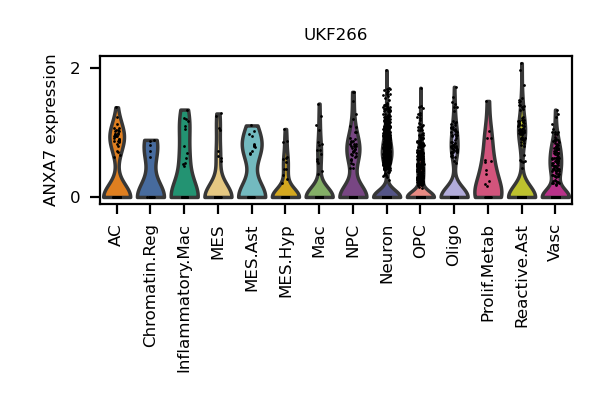 UKF266
ANXA7 expression
2
0
AC
Chromatin.Reg
Inflammatory.Mac
MES
MES.Ast
MES.Hyp
Mac
NPC
Neuron
OPC
Oligo
Prolif.Metab
Reactive.Ast
Vasc